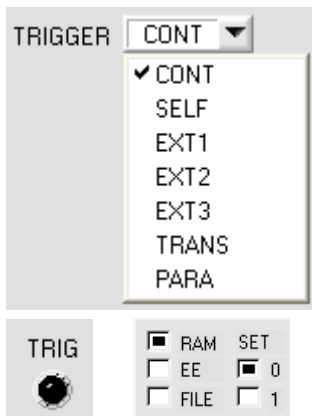 TRIGGER CONT
CONT
SELF
EXT1
EXT2
EXT3
TRANS
PARA
TRIG
RAM SET
EE 0
FILE 1